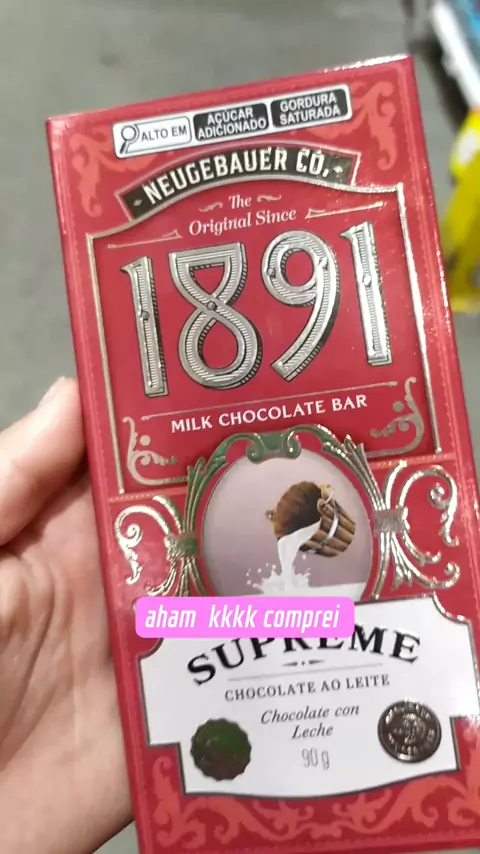 ALTO EM
AÇÚCAR
ADICIONADO
GORDURA
SATURADA
NEUGEBAUER CO.
The
Original Since
1891
MILK CHOCOLATE BAR
aham kkkk comprei
SUPREME
CHOCOLATE AO LEITE
Chocolate con
Leche
90 g